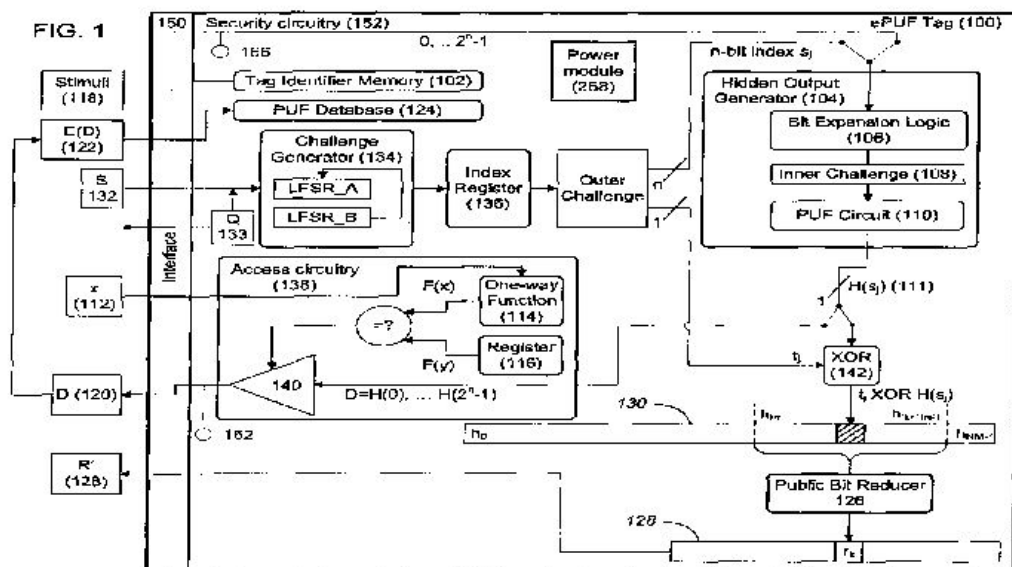 FIG. 1
150
Security circuitry (152)
ePUF Tag (100)
0, ... 2ⁿ-1
166
n-bit Index sⱼ
Stimuli
(118)
Tag Identifier Memory (102)
Power
module
(258)
Hidden Output
Generator (104)
E(D)
(122)
PUF Database (124)
Bit Expansion Logic
(106)
Challenge
Generator (134)
LFSR_A
LFSR_B
Index
Register
(136)
Outer
Challenge
n
1
Inner Challenge (108)
S
132
Q
133
PUF Circuit (110)
Interface
Access circuitry
(138)
F(x)
One-way
Function
(114)
1
H(sⱼ) (111)
(112)
=?
F(y)
Register
(116)
tⱼ
XOR
(142)
D (120)
140
D=H(0), ... H(2ⁿ-1)
tⱼ XOR H(sⱼ)
162
130
h₀
R'
(128)
Public Bit Reducer
126
128